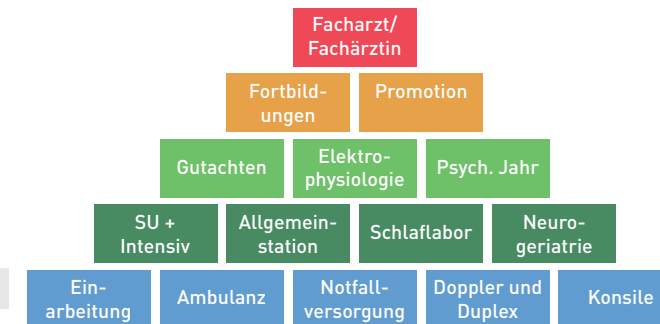 Facharzt/
Fachärztin
Fortbild-
ungen
Promotion
Gutachten
Elektro-
physiologie
Psych. Jahr
SU +
Intensiv
Allgemein-
station
Schlaflabor
Neuro-
geriatrie
Ein-
arbeitung
Ambulanz
Notfall-
versorgung
Doppler und
Duplex
Konsile